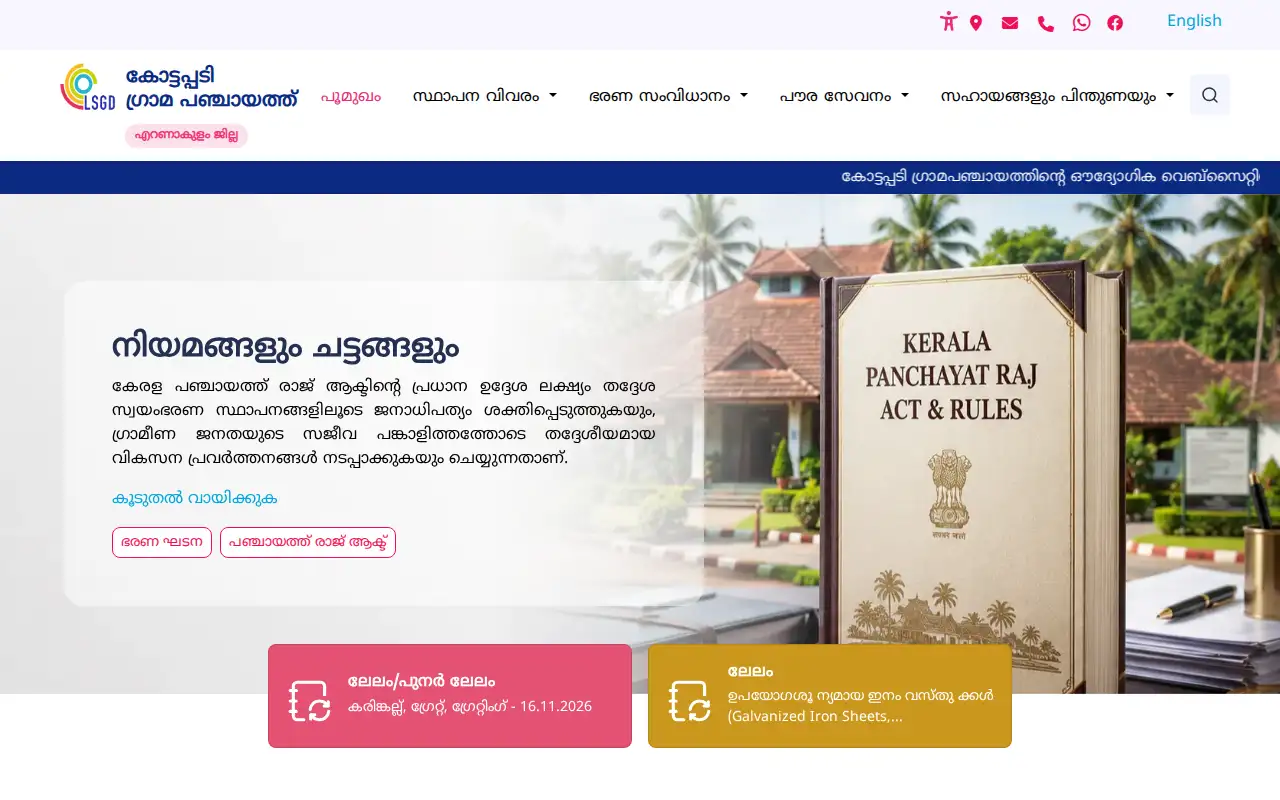 English
കോട്ടപ്പടി
ഗ്രാമ പഞ്ചായത്ത്
LSGD
എറണാകുളം ജില്ല
പൂമുഖം
സ്ഥാപന വിവരം
ഭരണ സംവിധാനം
പൗര സേവനം
സഹായങ്ങളും പിന്തുണയും
കോട്ടപ്പടി ഗ്രാമപഞ്ചായത്തിന്റെ ഔദ്യോഗിക വെബ്സൈറ്റി
നിയമങ്ങളും ചട്ടങ്ങളും
കേരള പഞ്ചായത്ത് രാജ് ആക്ടിന്റെ പ്രധാന ഉദ്ദേശ ലക്ഷ്യം തദ്ദേശ
സ്വയംഭരണ സ്ഥാപനങ്ങളിലൂടെ ജനാധിപത്യം ശക്തിപ്പെടുത്തുകയും,
ഗ്രാമീണ ജനതയുടെ സജീവ പങ്കാളിത്തത്തോടെ തദ്ദേശീയമായ
വികസന പ്രവർത്തനങ്ങൾ നടപ്പാക്കുകയും ചെയ്യുന്നതാണ്.
കൂടുതൽ വായിക്കുക
ഭരണ ഘടന
പഞ്ചായത്ത് രാജ് ആക്ട്
KERALA
PANCHAYAT RAJ
ACT & RULES
ലേലം/പുനർ ലേലം
കരിങ്കല്ല്, ഗ്രേറ്റ്, ഗ്രേറ്റിംഗ് - 16.11.2026
ലേലം
ഉപയോഗശൂ ന്യമായ ഇനം വസ്തു ക്കൾ
(Galvanized Iron Sheets,...